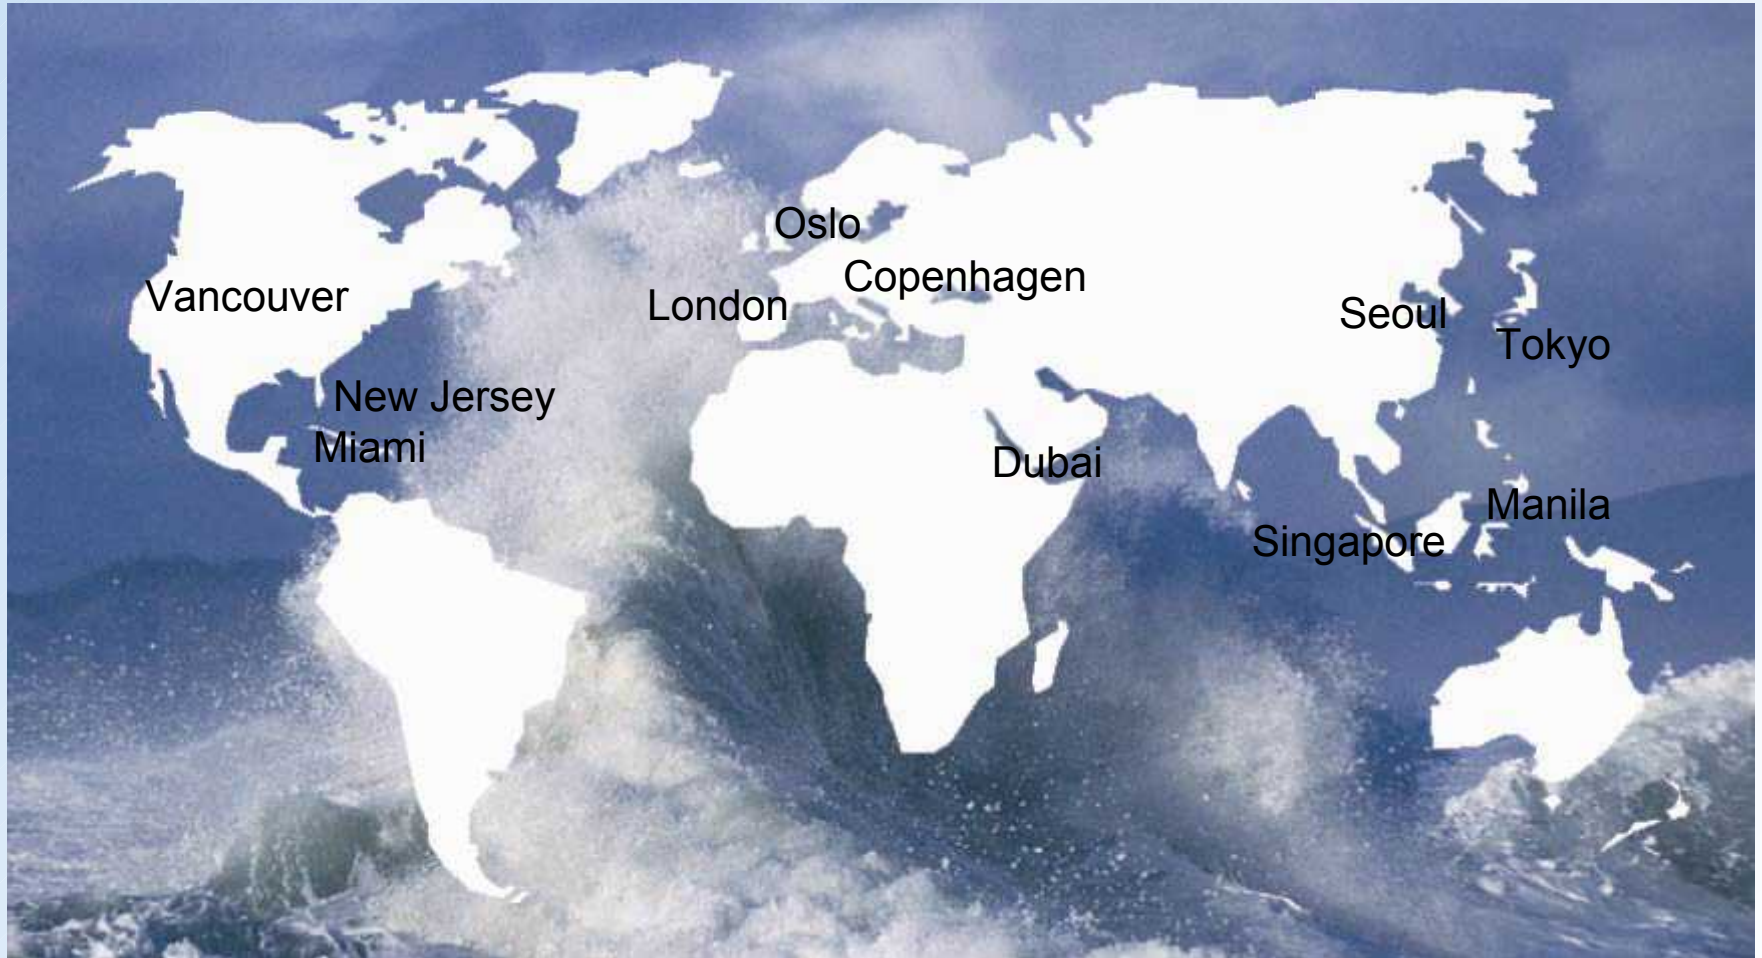 Oslo
Copenhagen
Vancouver
London
Seoul
Tokyo
New Jersey
Miami
Dubai
Manila
Singapore